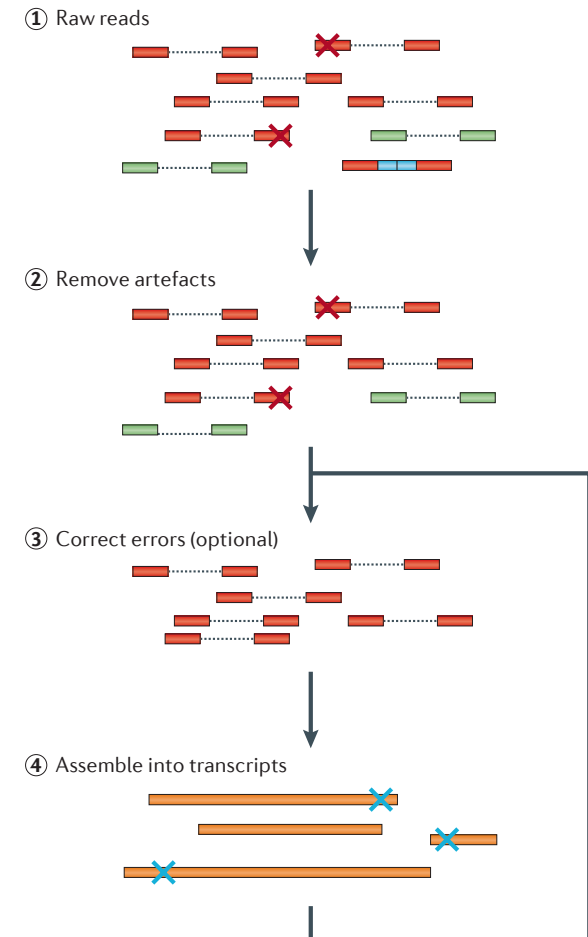 ① Raw reads
② Remove artefacts
③ Correct errors (optional)
④ Assemble into transcripts